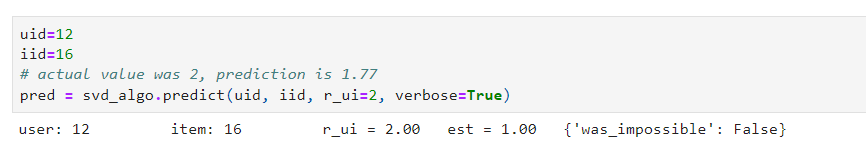 uid=12
iid=16
# actual value was 2, prediction is 1.77
pred = svd_algo.predict(uid, iid, r_ui=2, verbose=True)
user: 12 item: 16 r_ui = 2.00 est = 1.00 {'was_impossible': False}